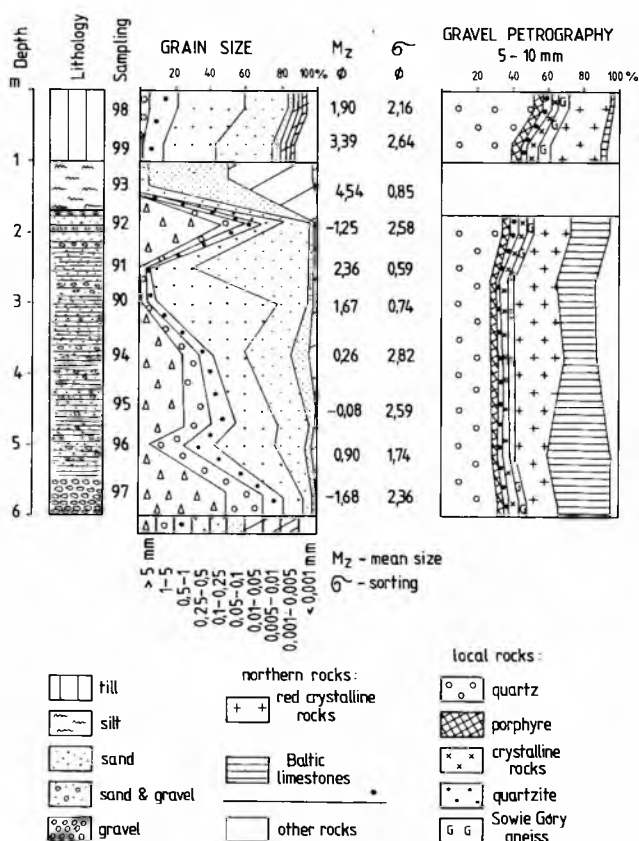 m Depth
Lithology
Sampling
GRAIN SIZE
20 40 60 80 100%
Mz σ
ϕ ϕ
GRAVEL PETROGRAPHY
5-10 mm
20 40 60 80 100%
98 1,90 2,16
99 3,39 2,64
G
G
1
93 4,54 0,85
92 -1,25 2,58
2
G
91 2,36 0,59
G
90 1,67 0,74
3
94 0,26 2,82
4
95 -0,08 2,59
5
96 0,90 1,74
G
97 -1,68 2,36
G
6
> 5 mm
1-5
0,5-1
0,25-0,5
0,1-0,25
0,05-0,1
0,01-0,05
0,005-0,01
0,001-0,005
< 0,001 mm
Mz - mean size
σ - sorting
till
silt
sand
sand & gravel
gravel
northern rocks:
red crystalline
rocks
Baltic
limestones
other rocks
local rocks:
quartz
porphyre
crystalline
rocks
quartzite
G G Sowie Góry
gneiss